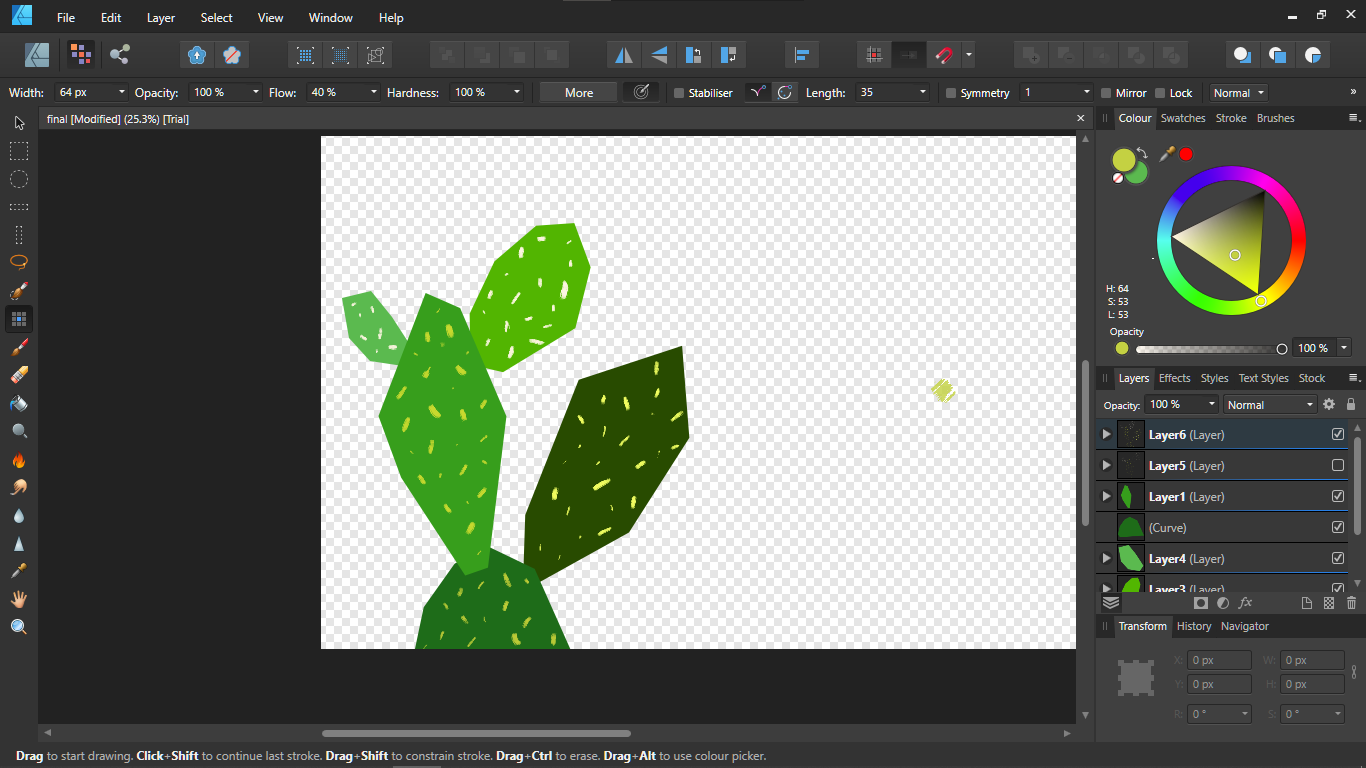 File Edit Layer Select View Window Help
Width: 64 px Opacity: 100 % Flow: 40 % Hardness: 100 % More Stabiliser Length: 35 Symmetry 1 Mirror Lock Normal »
final [Modified] (25.3%) [Trial]
Colour Swatches Stroke Brushes
H: 64
S: 53
L: 53
Opacity
100 %
Layers Effects Styles Text Styles Stock
Opacity: 100 % Normal
Layer6 (Layer)
Layer5 (Layer)
Layer1 (Layer)
(Curve)
Layer4 (Layer)
Layer3 (Layer)
fx
Transform History Navigator
X: 0 px W: 0 px
Y: 0 px H: 0 px
R: 0 ° S: 0 °
Drag to start drawing. Click+Shift to continue last stroke. Drag+Shift to constrain stroke. Drag+Ctrl to erase. Drag+Alt to use colour picker.